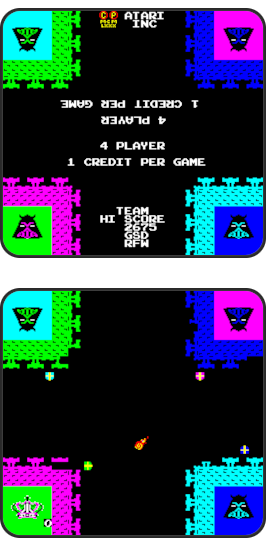 ATARI
INC
1 CREDIT PER GAME
4 PLAYER
4 PLAYER
1 CREDIT PER GAME
TEAM
HI SCORE
2675
GSD
RFW